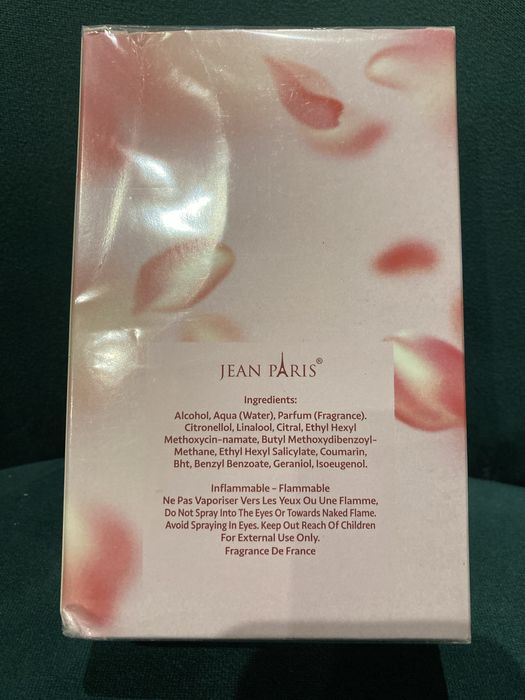 JEAN PARIS®
Ingredients:
Alcohol, Aqua (Water), Parfum (Fragrance).
Citronellol, Linalool, Citral, Ethyl Hexyl
Methoxycin-namate, Butyl Methoxydibenzoyl-
Methane, Ethyl Hexyl Salicylate, Coumarin,
Bht, Benzyl Benzoate, Geraniol, Isoeugenol.
Inflammable - Flammable
Ne Pas Vaporiser Vers Les Yeux Ou Une Flamme,
Do Not Spray Into The Eyes Or Towards Naked Flame.
Avoid Spraying In Eyes. Keep Out Reach Of Children
For External Use Only.
Fragrance De France